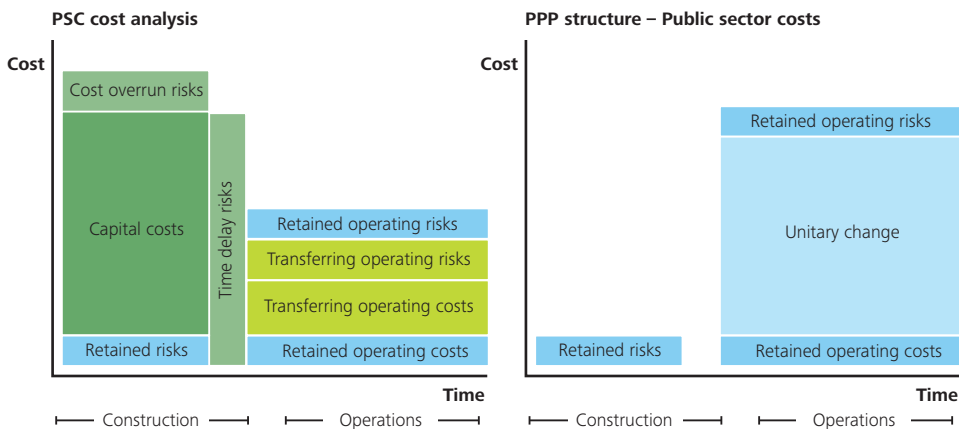 PSC cost analysis
Cost
Cost overrun risks
Capital costs
Time delay risks
Retained risks
Retained operating risks
Transferring operating risks
Transferring operating costs
Retained operating costs
Time
Construction
Operations
PPP structure – Public sector costs
Cost
Retained operating risks
Unitary change
Retained risks
Retained operating costs
Time
Construction
Operations